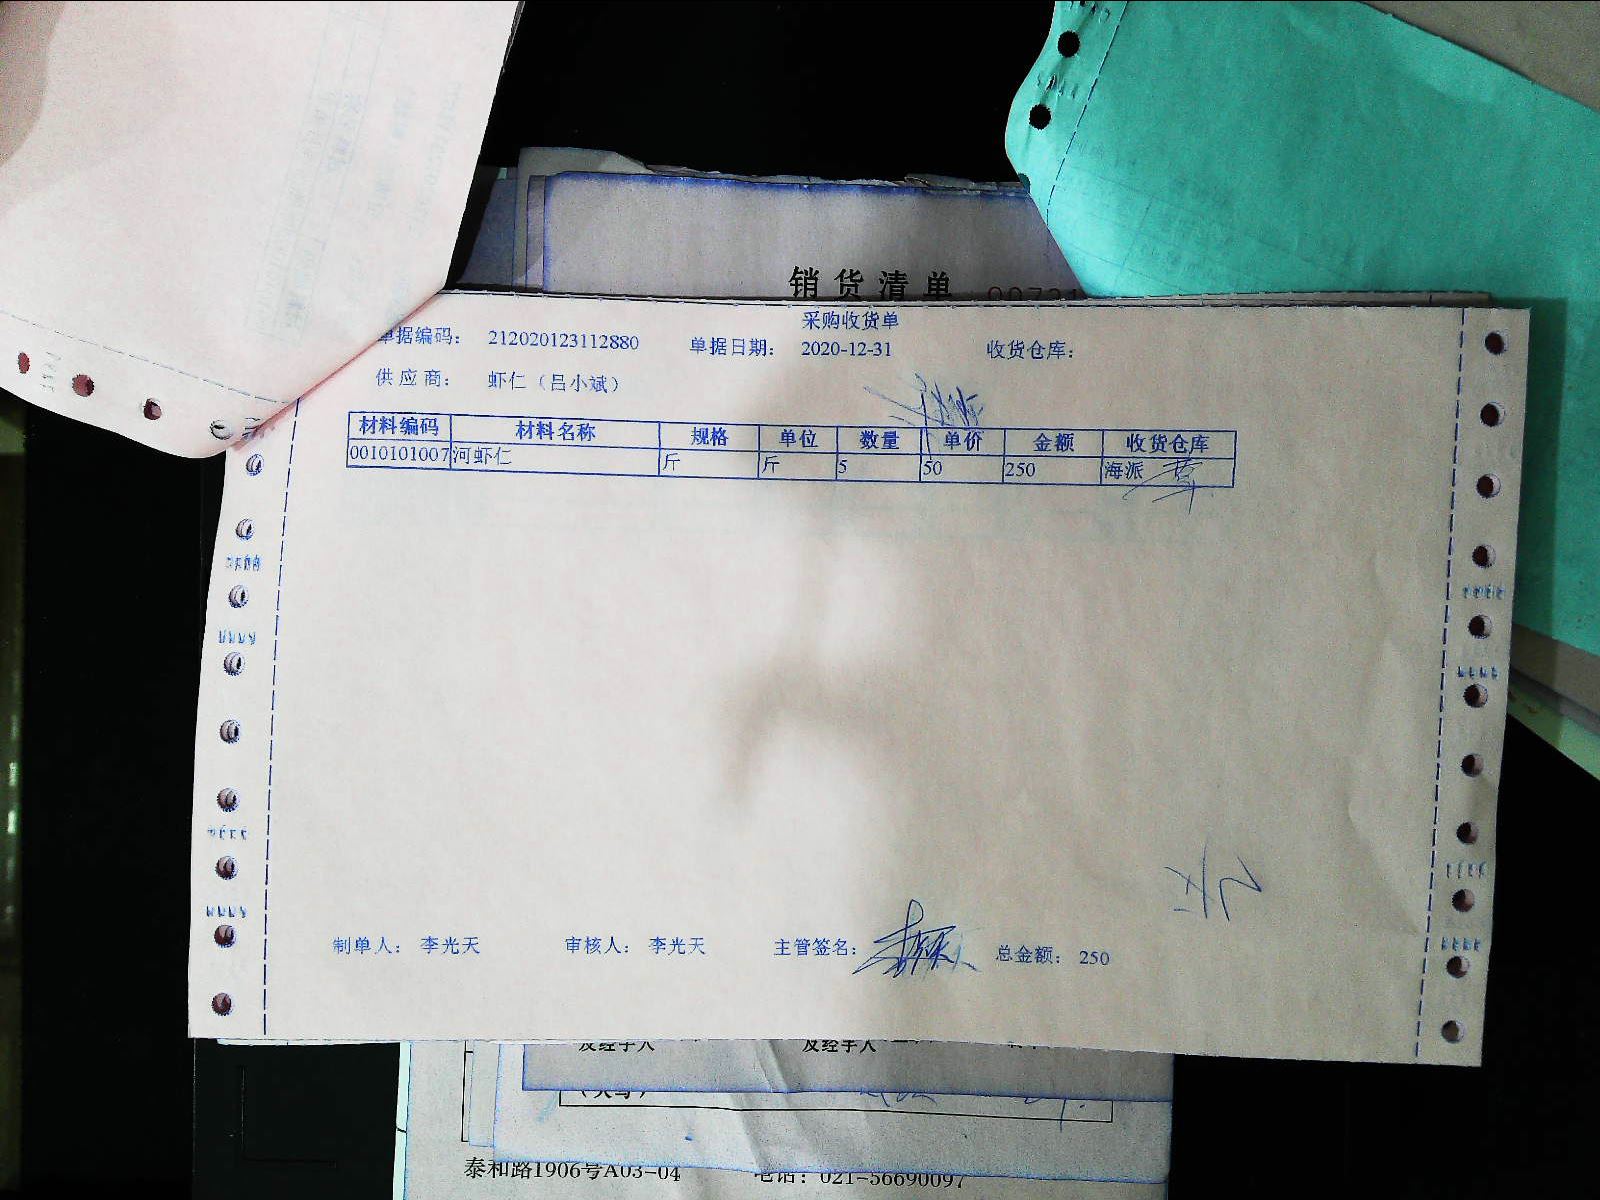 销货清单
采购收货单
单据编码： 212020123112880 单据日期： 2020-12-31 收货仓库：
供应商： 虾仁（吕小斌）
材料编码 材料名称 规格 单位 数量 单价 金额 收货仓库
0010101007 河虾仁 斤 斤 5 50 250 海派
制单人： 李光天 审核人： 李光天 主管签名： 总金额： 250
及经手人 及经手人
泰和路1906号A03-04 电话：021-56690097